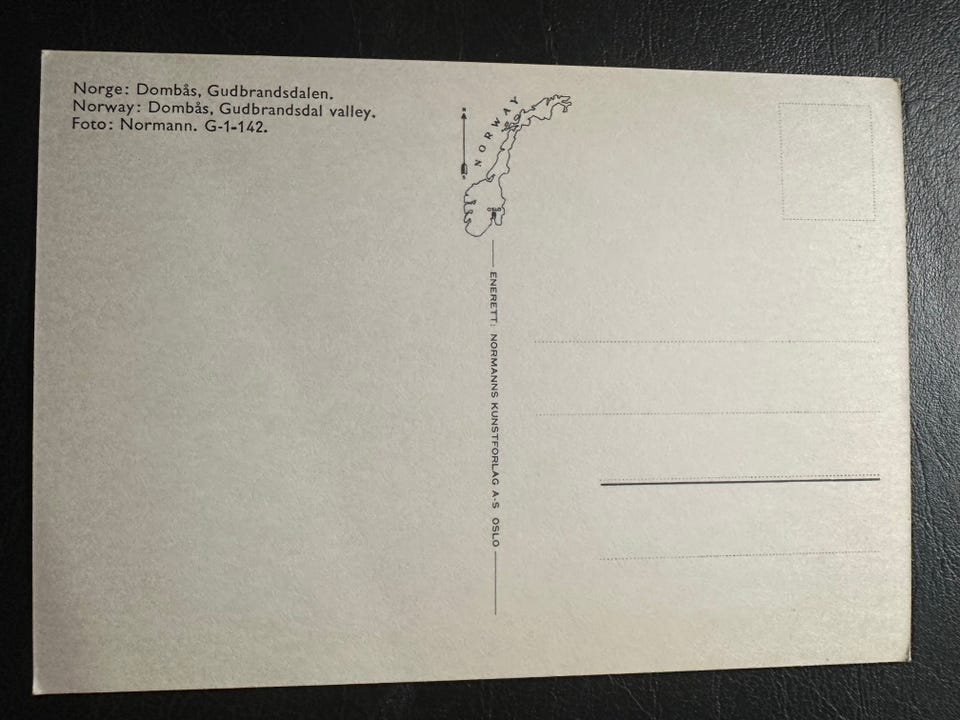 Norge: Dombås, Gudbrandsdalen.
Norway: Dombås, Gudbrandsdal valley.
Foto: Normann. G-1-142.
NORWAY
ENERETT: NORMANNS KUNSTFORLAG A-S OSLO